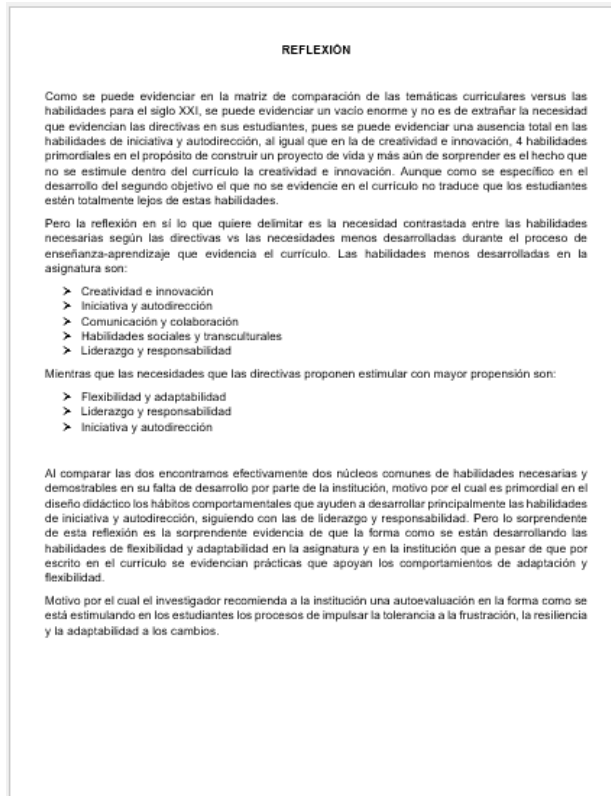 REFLEXIÓN
Como se puede evidenciar en la matriz de comparación de las temáticas curriculares versus las
habilidades para el siglo XXI, se puede evidenciar un vacío enorme y no es de extrañar la necesidad
que evidencian las directivas en sus estudiantes, pues se puede evidenciar una ausencia total en las
habilidades de iniciativa y autodirección, al igual que en la de creatividad e innovación, 4 habilidades
primordiales en el propósito de construir un proyecto de vida y más aún de sorprender es el hecho que
no se estimule dentro del currículo la creatividad e innovación. Aunque como se específico en el
desarrollo del segundo objetivo el que no se evidencie en el currículo no traduce que los estudiantes
estén totalmente lejos de estas habilidades.
Pero la reflexión en sí lo que quiere delimitar es la necesidad contrastada entre las habilidades
necesarias según las directivas vs las necesidades menos desarrolladas durante el proceso de
enseñanza-aprendizaje que evidencia el currículo. Las habilidades menos desarrolladas en la
asignatura son:
➤ Creatividad e innovación
➤ Iniciativa y autodirección
➤ Comunicación y colaboración
➤ Habilidades sociales y transculturales
➤ Liderazgo y responsabilidad
Mientras que las necesidades que las directivas proponen estimular con mayor propensión son:
➤ Flexibilidad y adaptabilidad
➤ Liderazgo y responsabilidad
➤ Iniciativa y autodirección
Al comparar las dos encontramos efectivamente dos núcleos comunes de habilidades necesarias y
demostrables en su falta de desarrollo por parte de la institución, motivo por el cual es primordial en el
diseño didáctico los hábitos comportamentales que ayuden a desarrollar principalmente las habilidades
de iniciativa y autodirección, siguiendo con las de liderazgo y responsabilidad. Pero lo sorprendente
de esta reflexión es la sorprendente evidencia de que la forma como se están desarrollando las
habilidades de flexibilidad y adaptabilidad en la asignatura y en la institución que a pesar de que por
escrito en el currículo se evidencian prácticas que apoyan los comportamientos de adaptación y
flexibilidad.
Motivo por el cual el investigador recomienda a la institución una autoevaluación en la forma como se
está estimulando en los estudiantes los procesos de impulsar la tolerancia a la frustración, la resiliencia
y la adaptabilidad a los cambios.